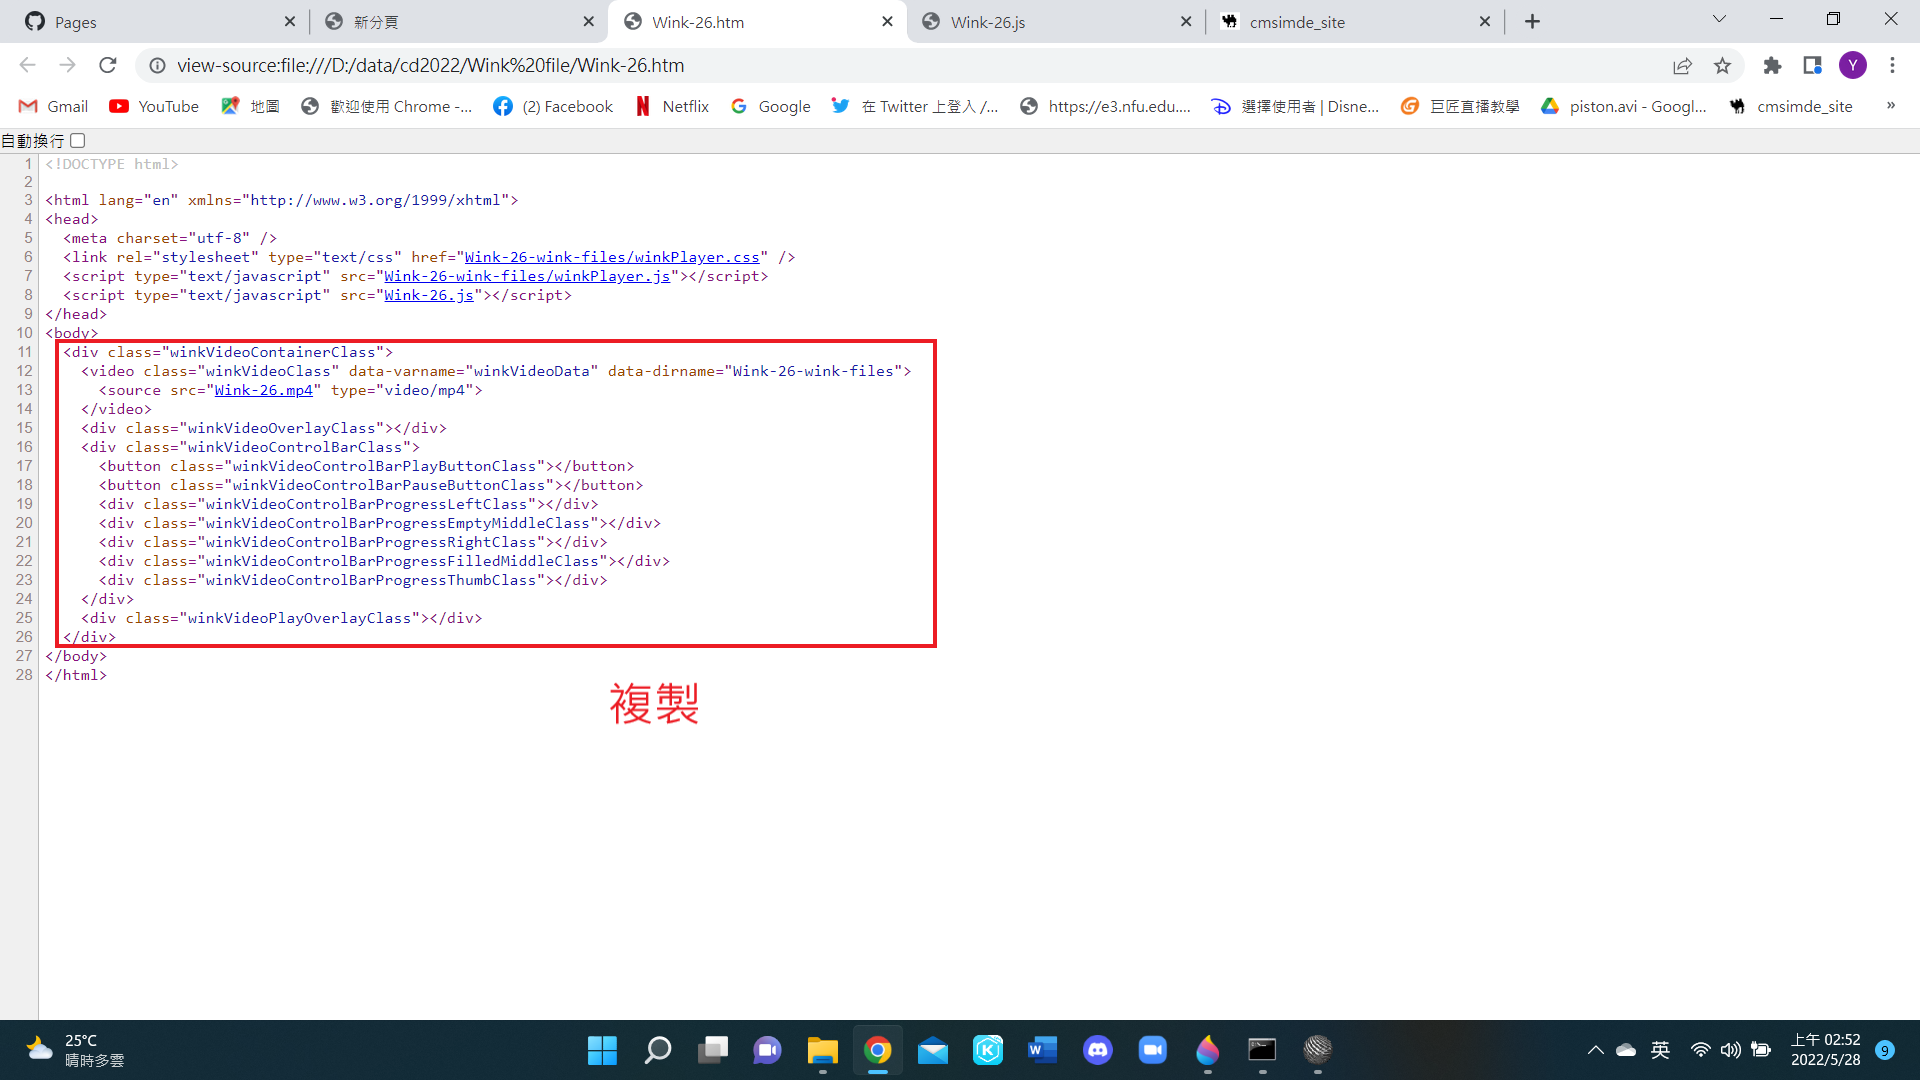 Pages
新分頁
Wink-26.htm
Wink-26.js
cmsimde_site
view-source:file:///D:/data/cd2022/Wink%20file/Wink-26.htm
Y
Gmail
YouTube
地圖
歡迎使用 Chrome -...
(2) Facebook
Netflix
Google
在 Twitter 上登入 /...
https://e3.nfu.edu....
選擇使用者 | Disne...
巨匠直播教學
piston.avi - Googl...
cmsimde_site
»
自動換行
1 <!DOCTYPE html>
2
3 <html lang="en" xmlns="http://www.w3.org/1999/xhtml">
4 <head>
5 <meta charset="utf-8" />
6 <link rel="stylesheet" type="text/css" href="Wink-26-wink-files/winkPlayer.css" />
7 <script type="text/javascript" src="Wink-26-wink-files/winkPlayer.js"></script>
8 <script type="text/javascript" src="Wink-26.js"></script>
9 </head>
10 <body>
11 <div class="winkVideoContainerClass">
12 <video class="winkVideoClass" data-varname="winkVideoData" data-dirname="Wink-26-wink-files">
13 <source src="Wink-26.mp4" type="video/mp4">
14 </video>
15 <div class="winkVideoOverlayClass"></div>
16 <div class="winkVideoControlBarClass">
17 <button class="winkVideoControlBarPlayButtonClass"></button>
18 <button class="winkVideoControlBarPauseButtonClass"></button>
19 <div class="winkVideoControlBarProgressLeftClass"></div>
20 <div class="winkVideoControlBarProgressEmptyMiddleClass"></div>
21 <div class="winkVideoControlBarProgressRightClass"></div>
22 <div class="winkVideoControlBarProgressFilledMiddleClass"></div>
23 <div class="winkVideoControlBarProgressThumbClass"></div>
24 </div>
25 <div class="winkVideoPlayOverlayClass"></div>
26 </div>
27 </body>
28 </html>
複製
25°C
晴時多雲
英
上午 02:52
2022/5/28
9